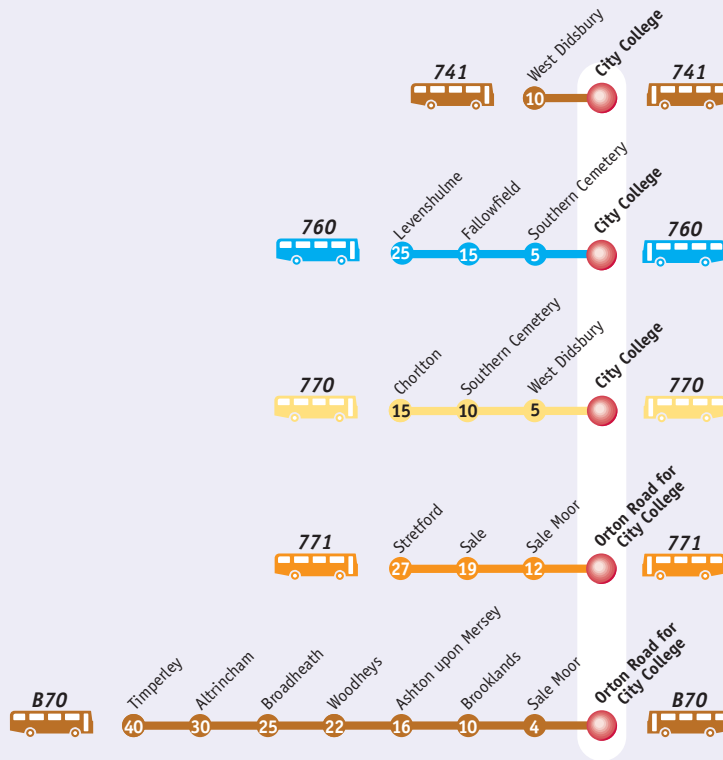 741
West Didsbury
City College
741
10
760
Levenshulme
Fallowfield
Southern Cemetery
City College
760
25
15
5
770
Chorlton
Southern Cemetery
West Didsbury
City College
770
15
10
5
771
Stretford
Sale
Sale Moor
Orton Road for
City College
771
27
19
12
B70
Timperley
Altrincham
Broadheath
Woodheys
Ashton upon Mersey
Brooklands
Sale Moor
Orton Road for
City College
B70
40
30
25
22
16
10
4